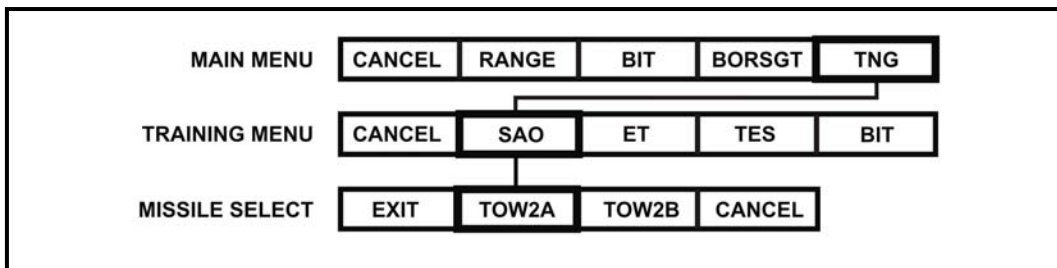 MAIN MENU CANCEL RANGE BIT BORSGT TNG
TRAINING MENU CANCEL SAO ET TES BIT
MISSILE SELECT EXIT TOW2A TOW2B CANCEL